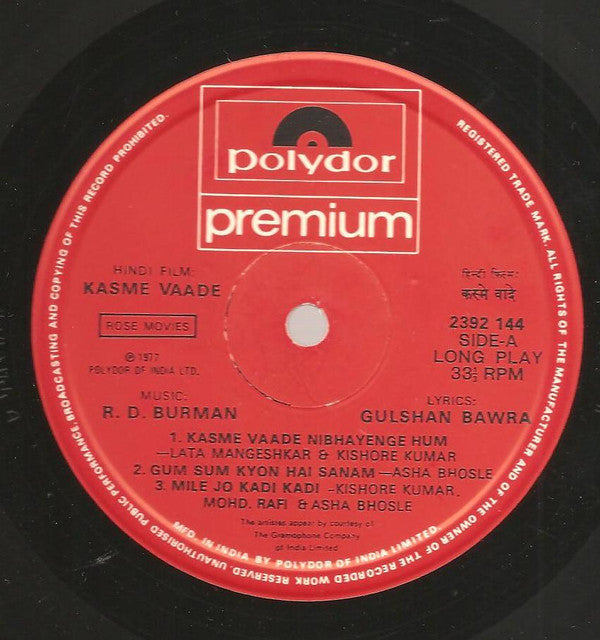 polydor
premium
HINDI FILM:
KASME VAADE
हिन्दी फिल्म:
कस्मे वादे
ROSE MOVIES
2392 144
SIDE-A
LONG PLAY
33⅓ RPM
℗ 1977
POLYDOR OF INDIA LTD.
MUSIC:
R. D. BURMAN
LYRICS:
GULSHAN BAWRA
1. KASME VAADE NIBHAYENGE HUM
—LATA MANGESHKAR & KISHORE KUMAR
2. GUM SUM KYON HAI SANAM—ASHA BHOSLE
3. MILE JO KADI KADI –KISHORE KUMAR,
MOHD. RAFI & ASHA BHOSLE
The artistes appear by courtesy of
The Gramophone Company
of India Limited
MFD. IN INDIA BY POLYDOR OF INDIA LIMITED.
REGISTERED TRADE MARK. ALL RIGHTS OF THE MANUFACTURER AND OF THE OWNER OF THE RECORDED WORK RESERVED. UNAUTHORISED PUBLIC PERFORMANCE, BROADCASTING AND COPYING OF THIS RECORD PROHIBITED.